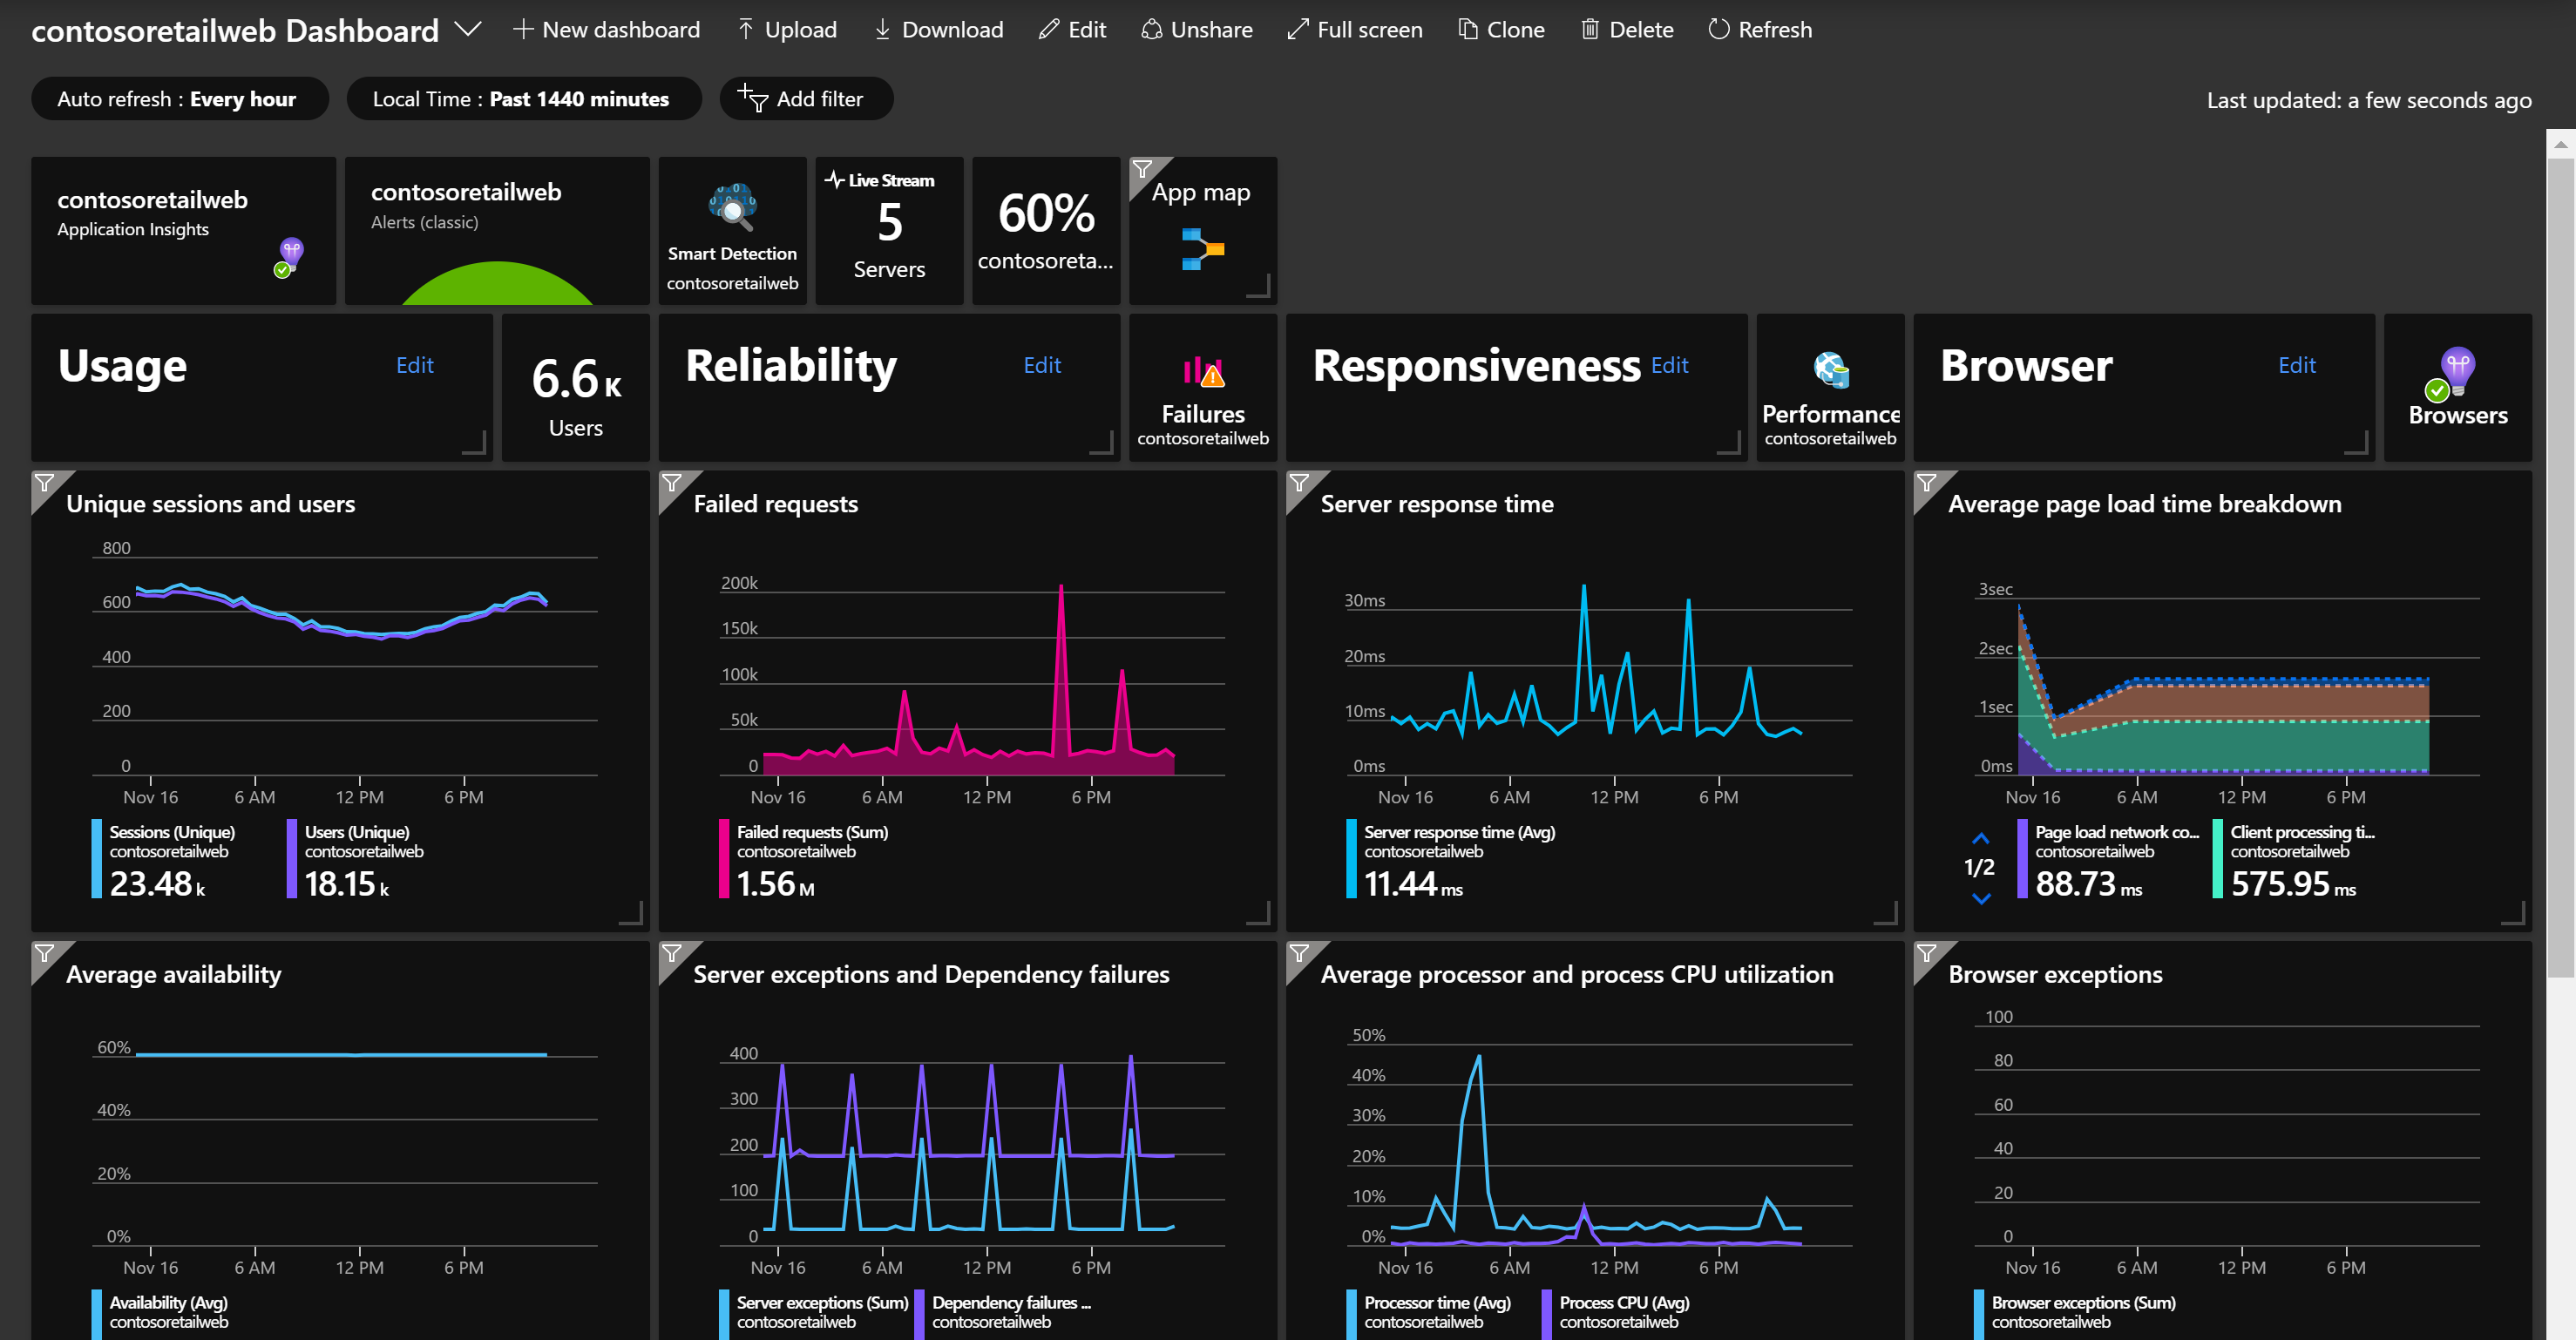 contosoretailweb Dashboard
New dashboard
Upload
Download
Edit
Unshare
Full screen
Clone
Delete
Refresh
Auto refresh : Every hour
Local Time : Past 1440 minutes
Add filter
Last updated: a few seconds ago
contosoretailweb
Application Insights
contosoretailweb
Alerts (classic)
Smart Detection
contosoretailweb
Live Stream
5
Servers
60%
contosoreta...
App map
Usage
Edit
6.6 K
Users
Reliability
Edit
Failures
contosoretailweb
Responsiveness
Edit
Performance
contosoretailweb
Browser
Edit
Browsers
Unique sessions and users
800
600
400
200
0
Nov 16
6 AM
12 PM
6 PM
Sessions (Unique)
contosoretailweb
23.48 k
Users (Unique)
contosoretailweb
18.15 k
Failed requests
200k
150k
100k
50k
0
Nov 16
6 AM
12 PM
6 PM
Failed requests (Sum)
contosoretailweb
1.56 M
Server response time
30ms
20ms
10ms
0ms
Nov 16
6 AM
12 PM
6 PM
Server response time (Avg)
contosoretailweb
11.44 ms
Average page load time breakdown
3sec
2sec
1sec
0ms
Nov 16
6 AM
12 PM
6 PM
1/2
Page load network co...
contosoretailweb
88.73 ms
Client processing ti...
contosoretailweb
575.95 ms
Average availability
60%
40%
20%
0%
Nov 16
6 AM
12 PM
6 PM
Availability (Avg)
contosoretailweb
Server exceptions and Dependency failures
400
300
200
100
0
Nov 16
6 AM
12 PM
6 PM
Server exceptions (Sum)
contosoretailweb
Dependency failures ...
contosoretailweb
Average processor and process CPU utilization
50%
40%
30%
20%
10%
0%
Nov 16
6 AM
12 PM
6 PM
Processor time (Avg)
contosoretailweb
Process CPU (Avg)
contosoretailweb
Browser exceptions
100
80
60
40
20
0
Nov 16
6 AM
12 PM
6 PM
Browser exceptions (Sum)
contosoretailweb